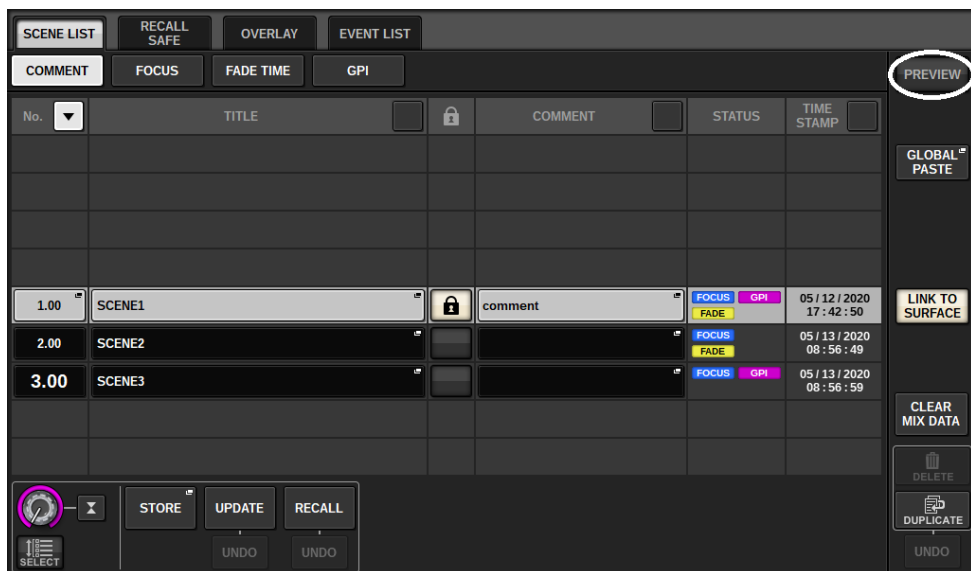 SCENE LIST
RECALL
SAFE
OVERLAY
EVENT LIST
COMMENT
FOCUS
FADE TIME
GPI
PREVIEW
No.
TITLE
COMMENT
STATUS
TIME
STAMP
GLOBAL
PASTE
1.00
SCENE1
comment
FOCUS GPI
FADE
05 / 12 / 2020
17 : 42 : 50
LINK TO
SURFACE
2.00
SCENE2
FOCUS
FADE
05 / 13 / 2020
08 : 56 : 49
3.00
SCENE3
FOCUS GPI
05 / 13 / 2020
08 : 56 : 59
CLEAR
MIX DATA
DELETE
STORE
UPDATE
RECALL
DUPLICATE
SELECT
UNDO
UNDO
UNDO